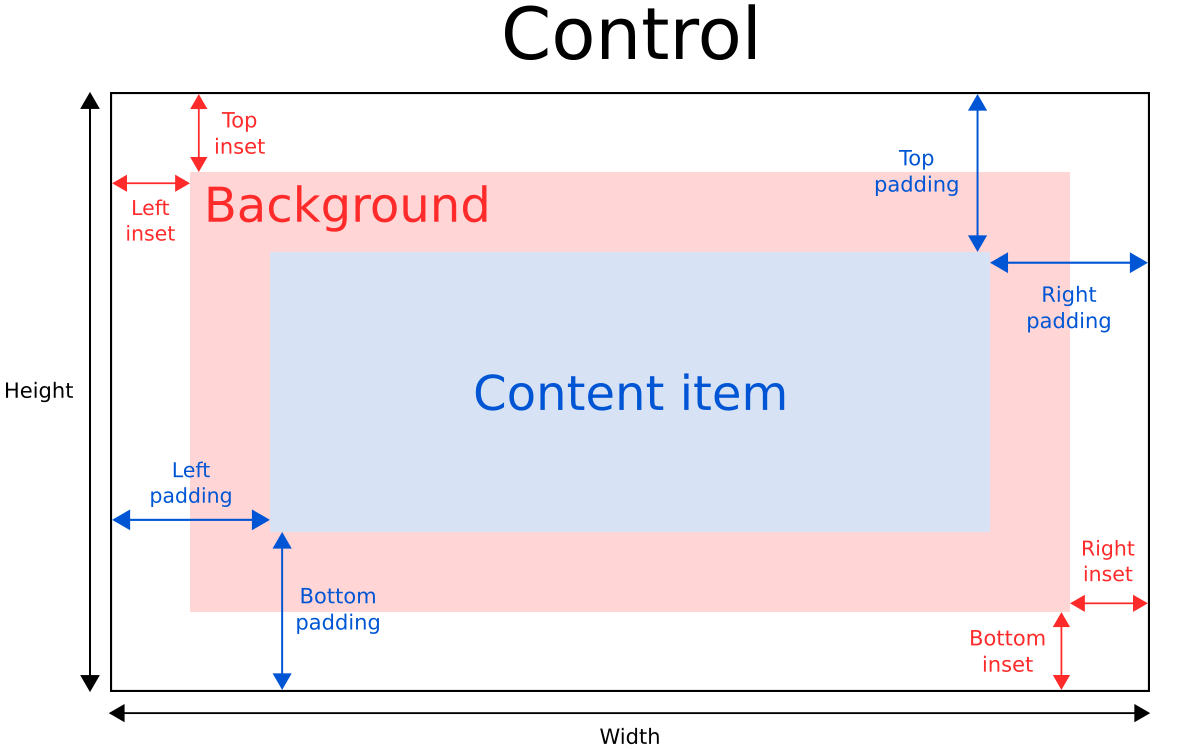 Control
Top
inset
Left
inset
Background
Top
padding
Right
padding
Content item
Height
Left
padding
Bottom
padding
Right
inset
Bottom
inset
Width